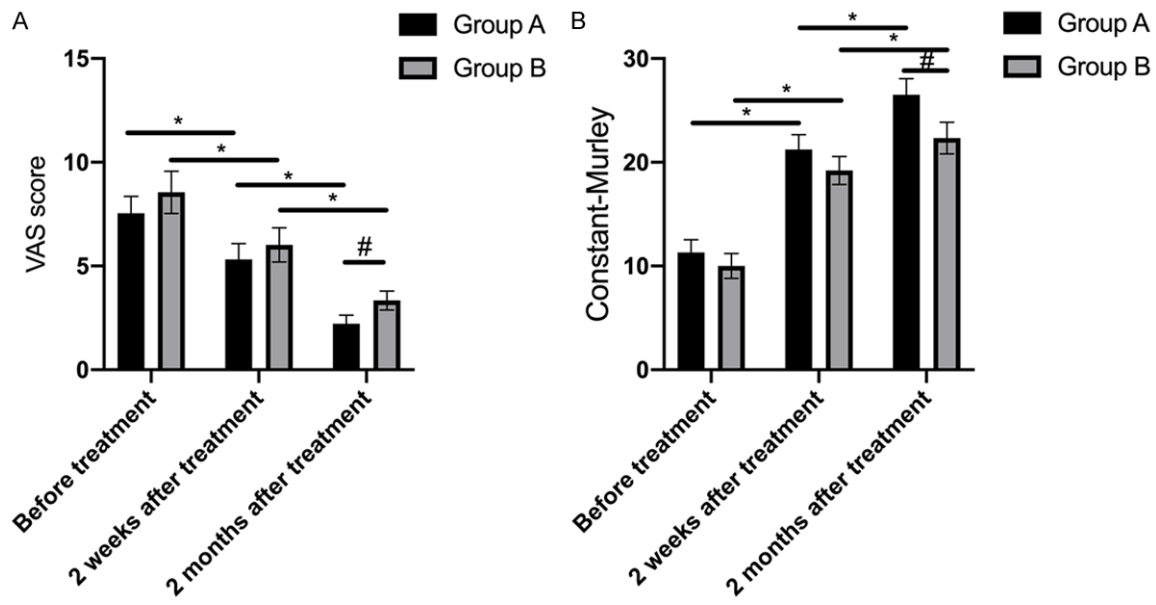 A
Group A
Group B
VAS score
15
10
5
0
*
*
*
*
#
Before treatment
2 weeks after treatment
2 months after treatment
B
Group A
Group B
Constant-Murley
30
20
10
0
*
*
*
*
#
Before treatment
2 weeks after treatment
2 months after treatment